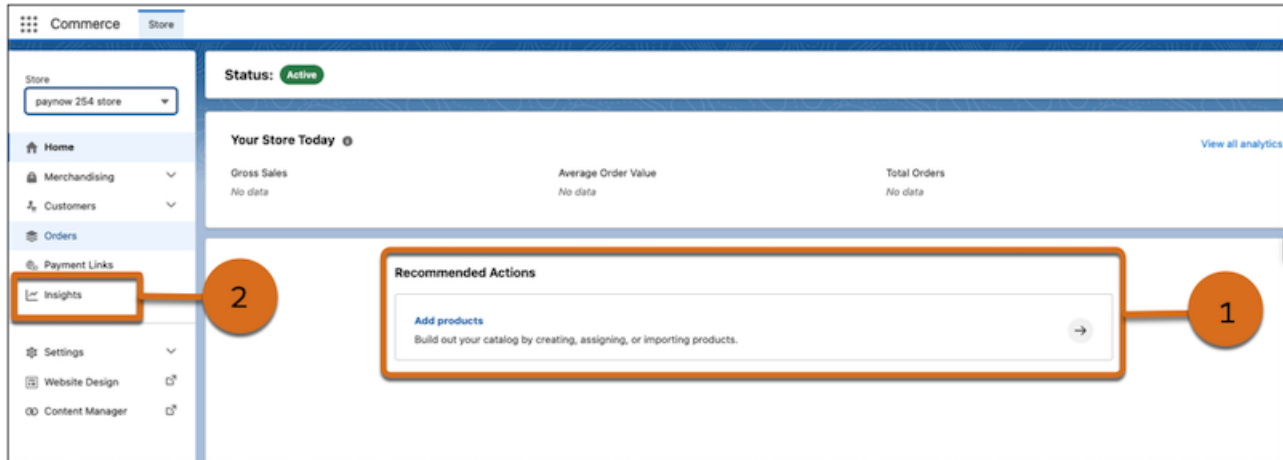 Commerce
Store
Store
paynow 254 store
Home
Merchandising
Customers
Orders
Payment Links
Insights
Settings
Website Design
Content Manager
Status: Active
Your Store Today
View all analytics
Gross Sales
Average Order Value
Total Orders
No data
No data
No data
Recommended Actions
Add products
Build out your catalog by creating, assigning, or importing products.
1
2